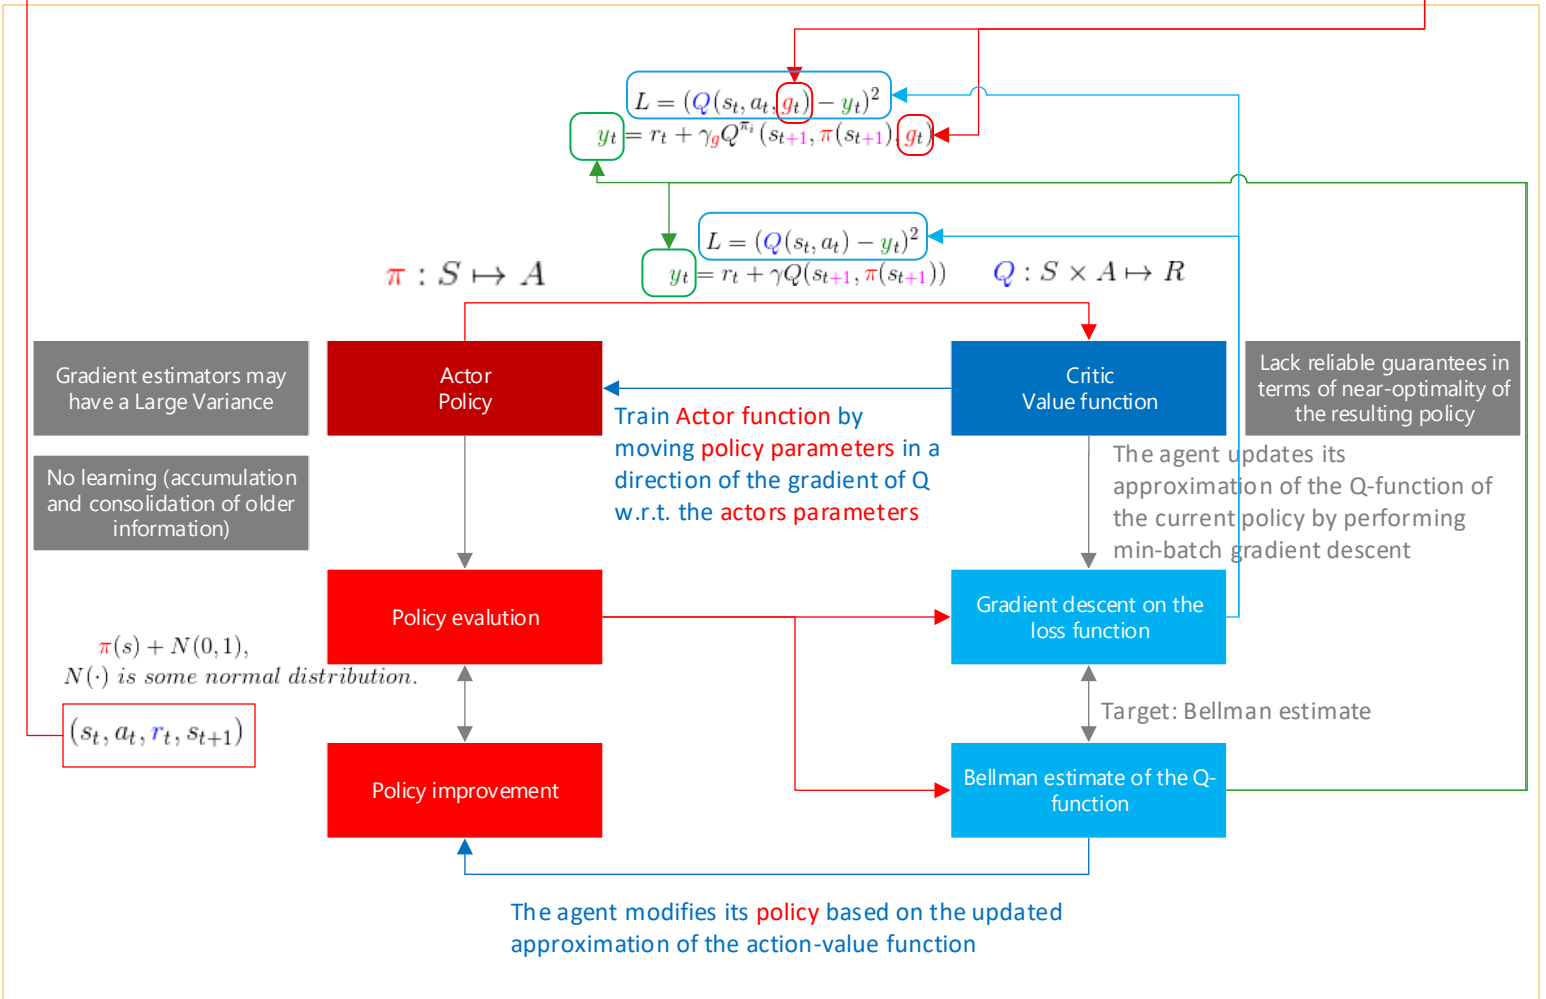 L = (Q(s_t, a_t, g_t) − y_t)^2
y_t = r_t + γ_g Q^{π_i}(s_{t+1}, π(s_{t+1}), g_t)
L = (Q(s_t, a_t) − y_t)^2
y_t = r_t + γQ(s_{t+1}, π(s_{t+1}))
π : S ↦ A
Q : S × A ↦ R
Gradient estimators may
have a Large Variance
Actor
Policy
Critic
Value function
Lack reliable guarantees in
terms of near-optimality of
the resulting policy
Train Actor function by
moving policy parameters in a
direction of the gradient of Q
w.r.t. the actors parameters
No learning (accumulation
and consolidation of older
information)
The agent updates its
approximation of the Q-function of
the current policy by performing
min-batch gradient descent
Policy evalution
Gradient descent on the
loss function
π(s) + N(0, 1),
N(·) is some normal distribution.
(s_t, a_t, r_t, s_{t+1})
Target: Bellman estimate
Policy improvement
Bellman estimate of the Q-
function
The agent modifies its policy based on the updated
approximation of the action-value function